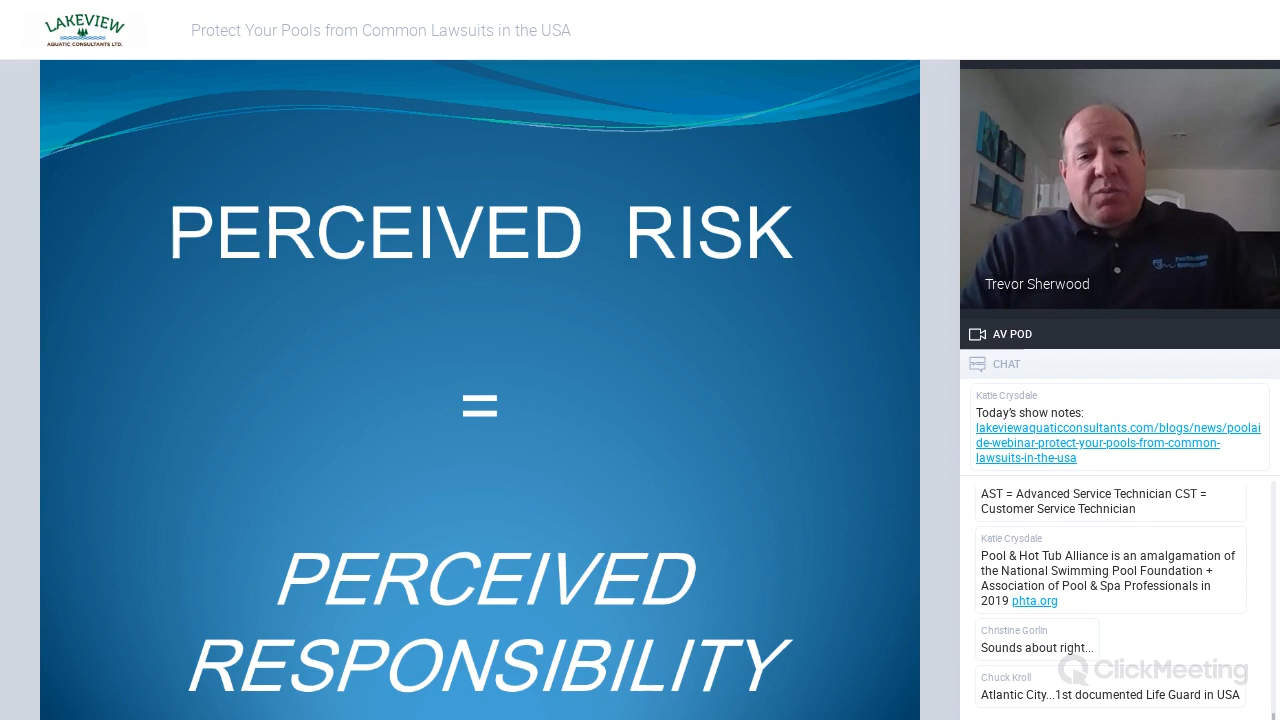 LAKEVIEW
AQUATIC CONSULTANTS LTD.
Protect Your Pools from Common Lawsuits in the USA
PERCEIVED RISK
=
PERCEIVED
RESPONSIBILITY
Trevor Sherwood
AV POD
CHAT
Katie Crysdale
Today's show notes:
lakeviewaquaticconsultants.com/blogs/news/poolai
de-webinar-protect-your-pools-from-common-
lawsuits-in-the-usa
AST = Advanced Service Technician CST =
Customer Service Technician
Katie Crysdale
Pool & Hot Tub Alliance is an amalgamation of
the National Swimming Pool Foundation +
Association of Pool & Spa Professionals in
2019 phta.org
Christine Gorlin
Sounds about right...
ClickMeeting
Chuck Kroll
Atlantic City...1st documented Life Guard in USA